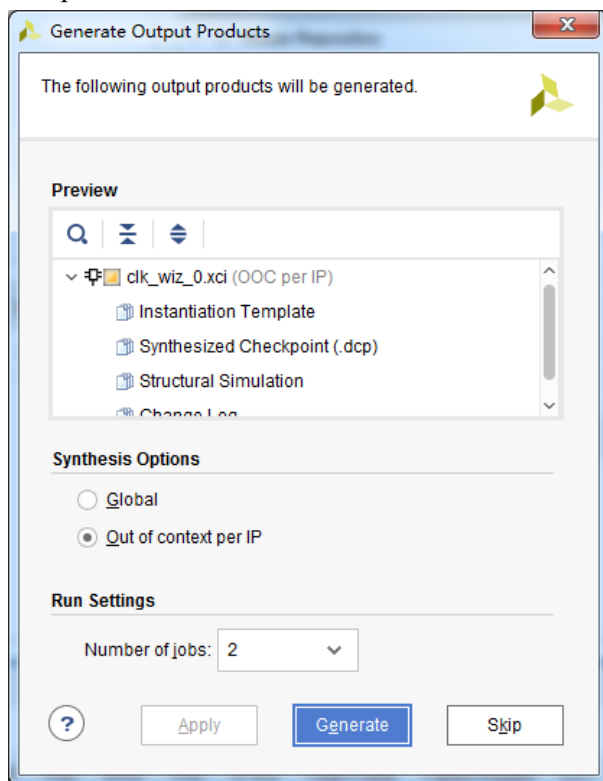 Generate Output Products
The following output products will be generated.
Preview
clk_wiz_0.xci (OOC per IP)
Instantiation Template
Synthesized Checkpoint (.dcp)
Structural Simulation
Change Log
Synthesis Options
Global
Out of context per IP
Run Settings
Number of jobs: 2
? Apply Generate Skip